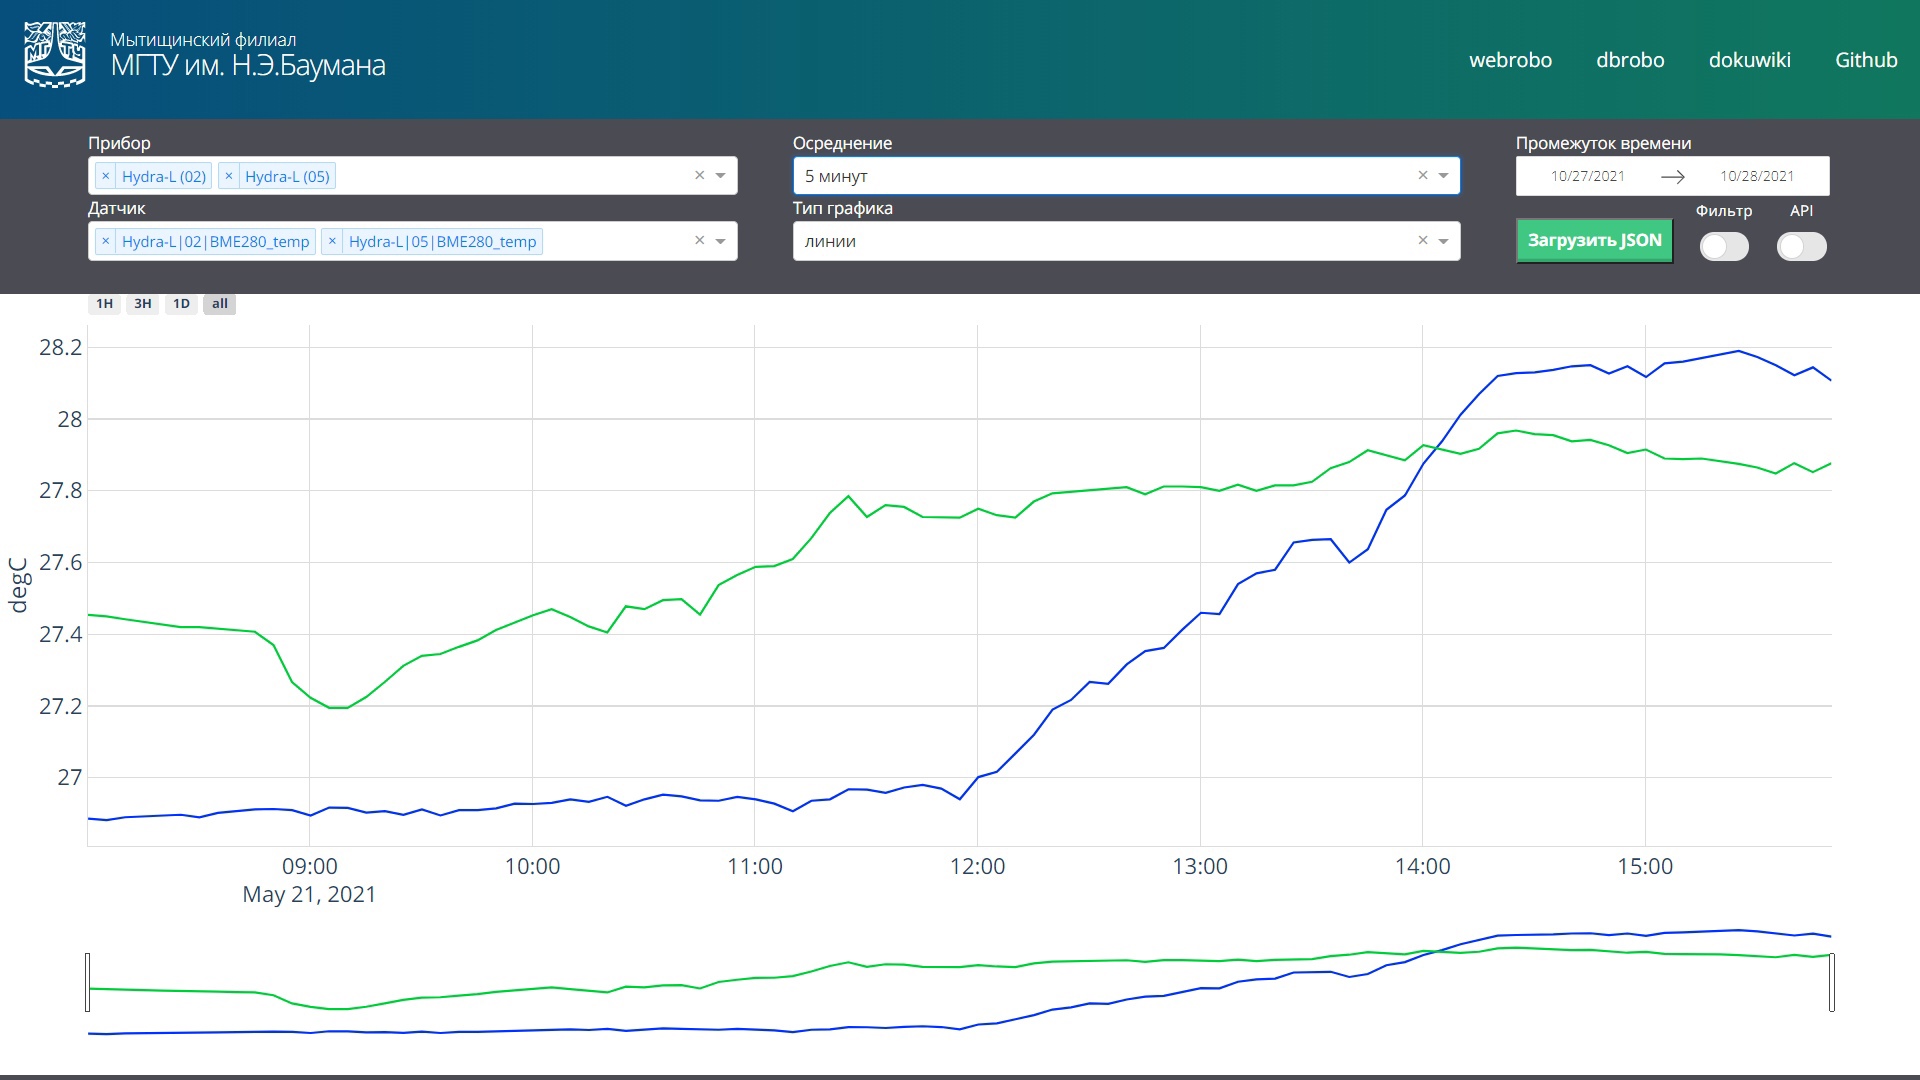 Мытищинский филиал
МГТУ им. Н.Э.Баумана
webrobo dbrobo dokuwiki Github
Прибор
× Hydra-L (02) × Hydra-L (05)
Датчик
× Hydra-L|02|BME280_temp × Hydra-L|05|BME280_temp
Осреднение
5 минут
Тип графика
линии
Промежуток времени
10/27/2021 → 10/28/2021
Загрузить JSON
Фильтр API
1H 3H 1D all
28.2
28
27.8
27.6
27.4
27.2
27
degC
09:00 10:00 11:00 12:00 13:00 14:00 15:00
May 21, 2021